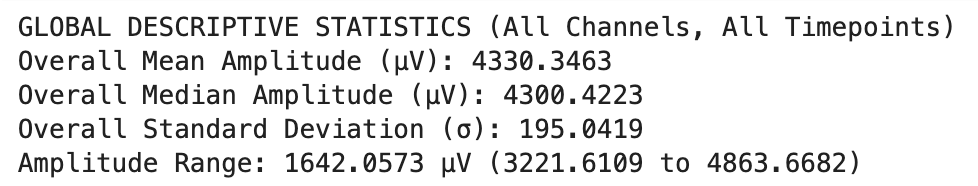 GLOBAL DESCRIPTIVE STATISTICS (All Channels, All Timepoints)
Overall Mean Amplitude (µV): 4330.3463
Overall Median Amplitude (µV): 4300.4223
Overall Standard Deviation (σ): 195.0419
Amplitude Range: 1642.0573 µV (3221.6109 to 4863.6682)